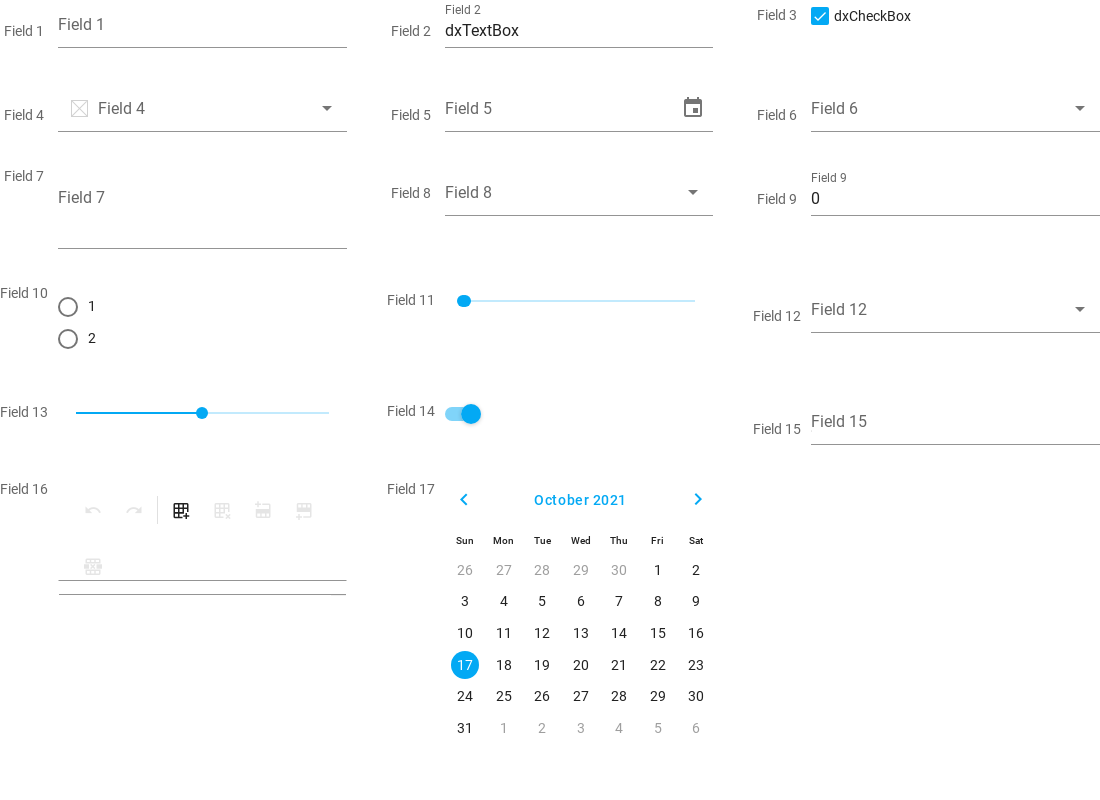 Field 1 Field 1
Field 2 Field 2
dxTextBox
Field 3 dxCheckBox
Field 4 Field 4
Field 5 Field 5
Field 6 Field 6
Field 7 Field 7
Field 8 Field 8
Field 9 Field 9
0
Field 10
1
2
Field 11
Field 12 Field 12
Field 13
Field 14
Field 15 Field 15
Field 16
Field 17
October 2021
Sun Mon Tue Wed Thu Fri Sat
26 27 28 29 30 1 2
3 4 5 6 7 8 9
10 11 12 13 14 15 16
17 18 19 20 21 22 23
24 25 26 27 28 29 30
31 1 2 3 4 5 6